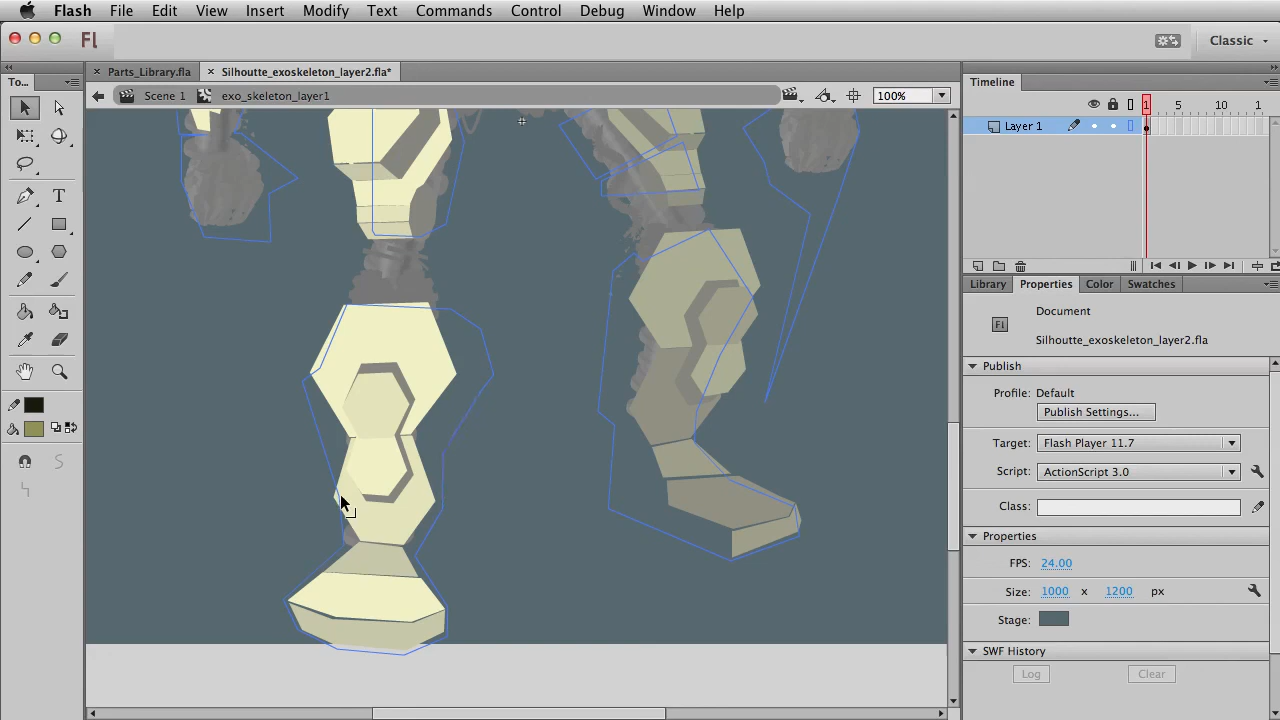 Flash File Edit View Insert Modify Text Commands Control Debug Window Help
Fl Classic
To... Parts_Library.fla Silhoutte_exoskeleton_layer2.fla* Timeline
Scene 1 exo_skeleton_layer1 100%
1 5 10 1
Layer 1
T
Library Properties Color Swatches
Fl Document
Silhoutte_exoskeleton_layer2.fla
Publish
Profile: Default
Publish Settings...
Target: Flash Player 11.7
Script: ActionScript 3.0
Class:
Properties
FPS: 24.00
Size: 1000 x 1200 px
Stage:
SWF History
Log Clear